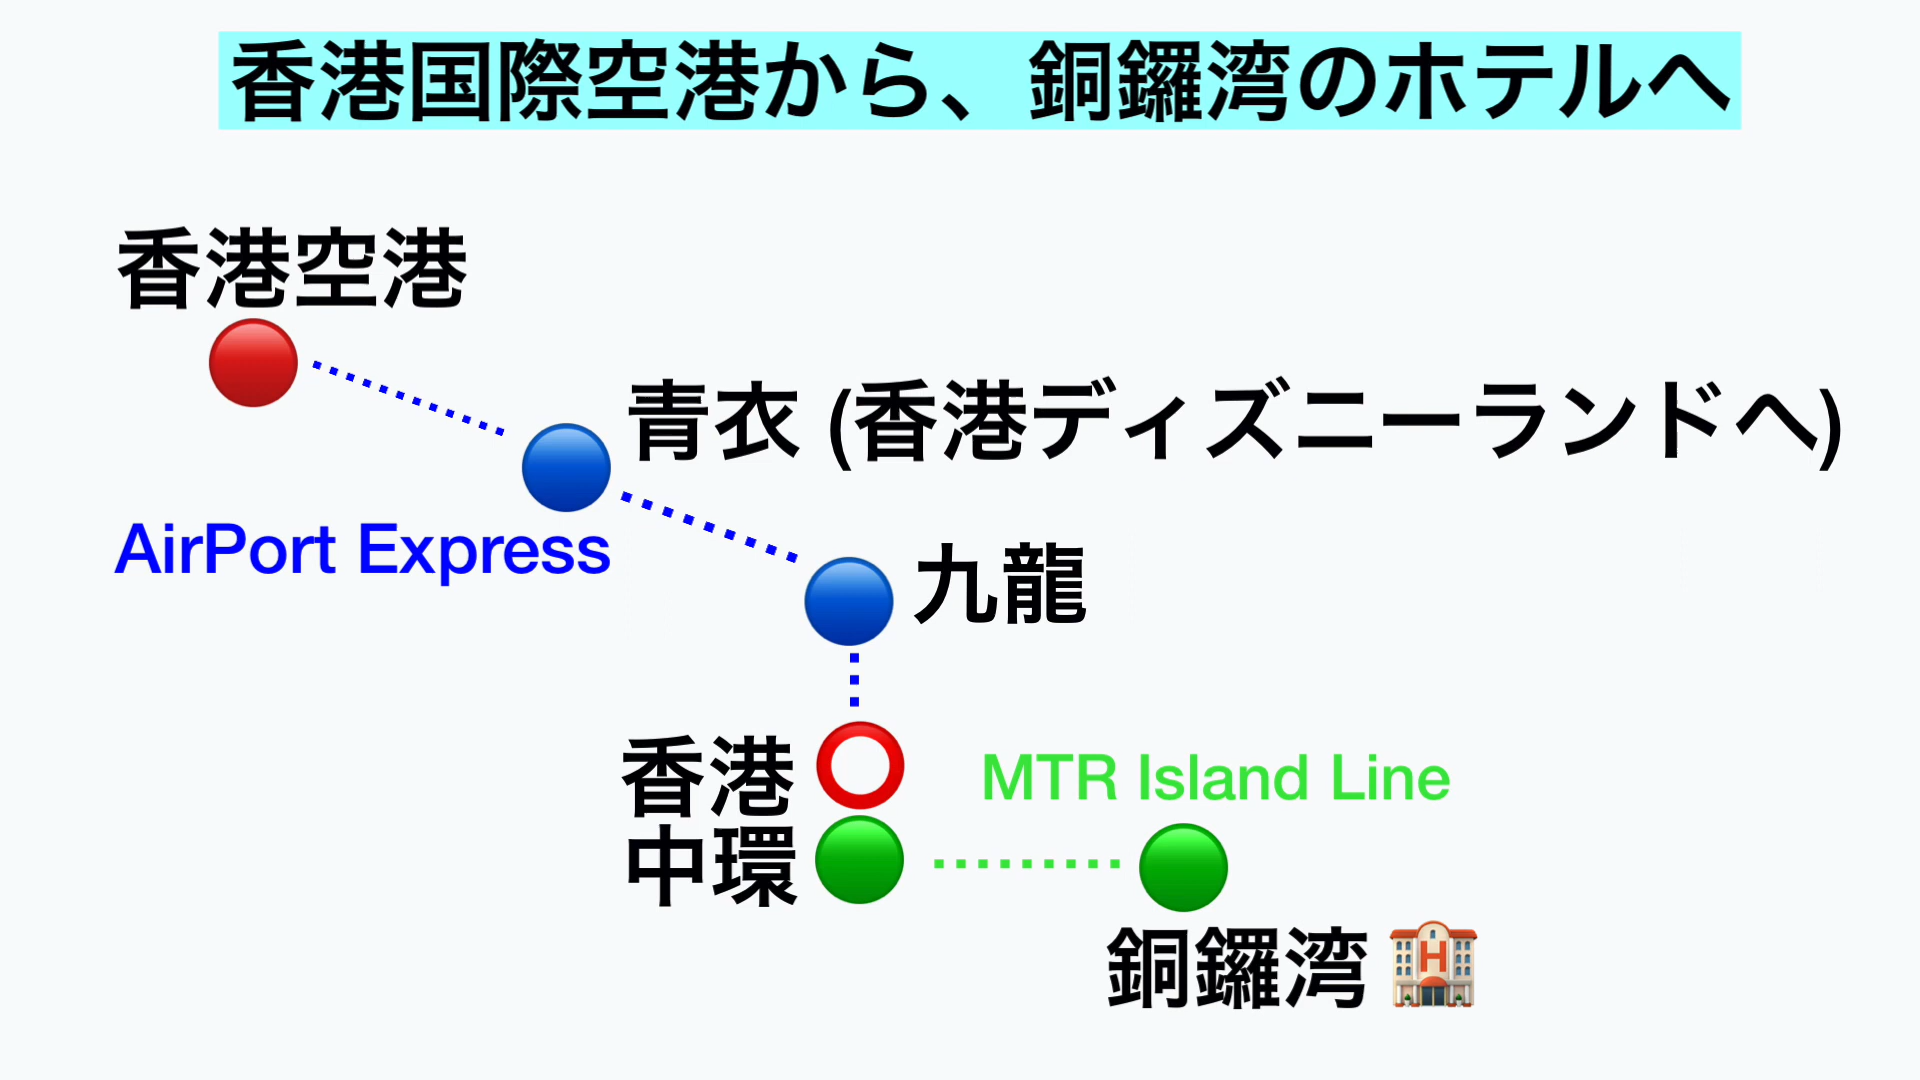 香港国際空港から、銅鑼湾のホテルへ
香港空港
青衣 (香港ディズニーランドへ)
AirPort Express
九龍
香港
MTR Island Line
中環
銅鑼湾